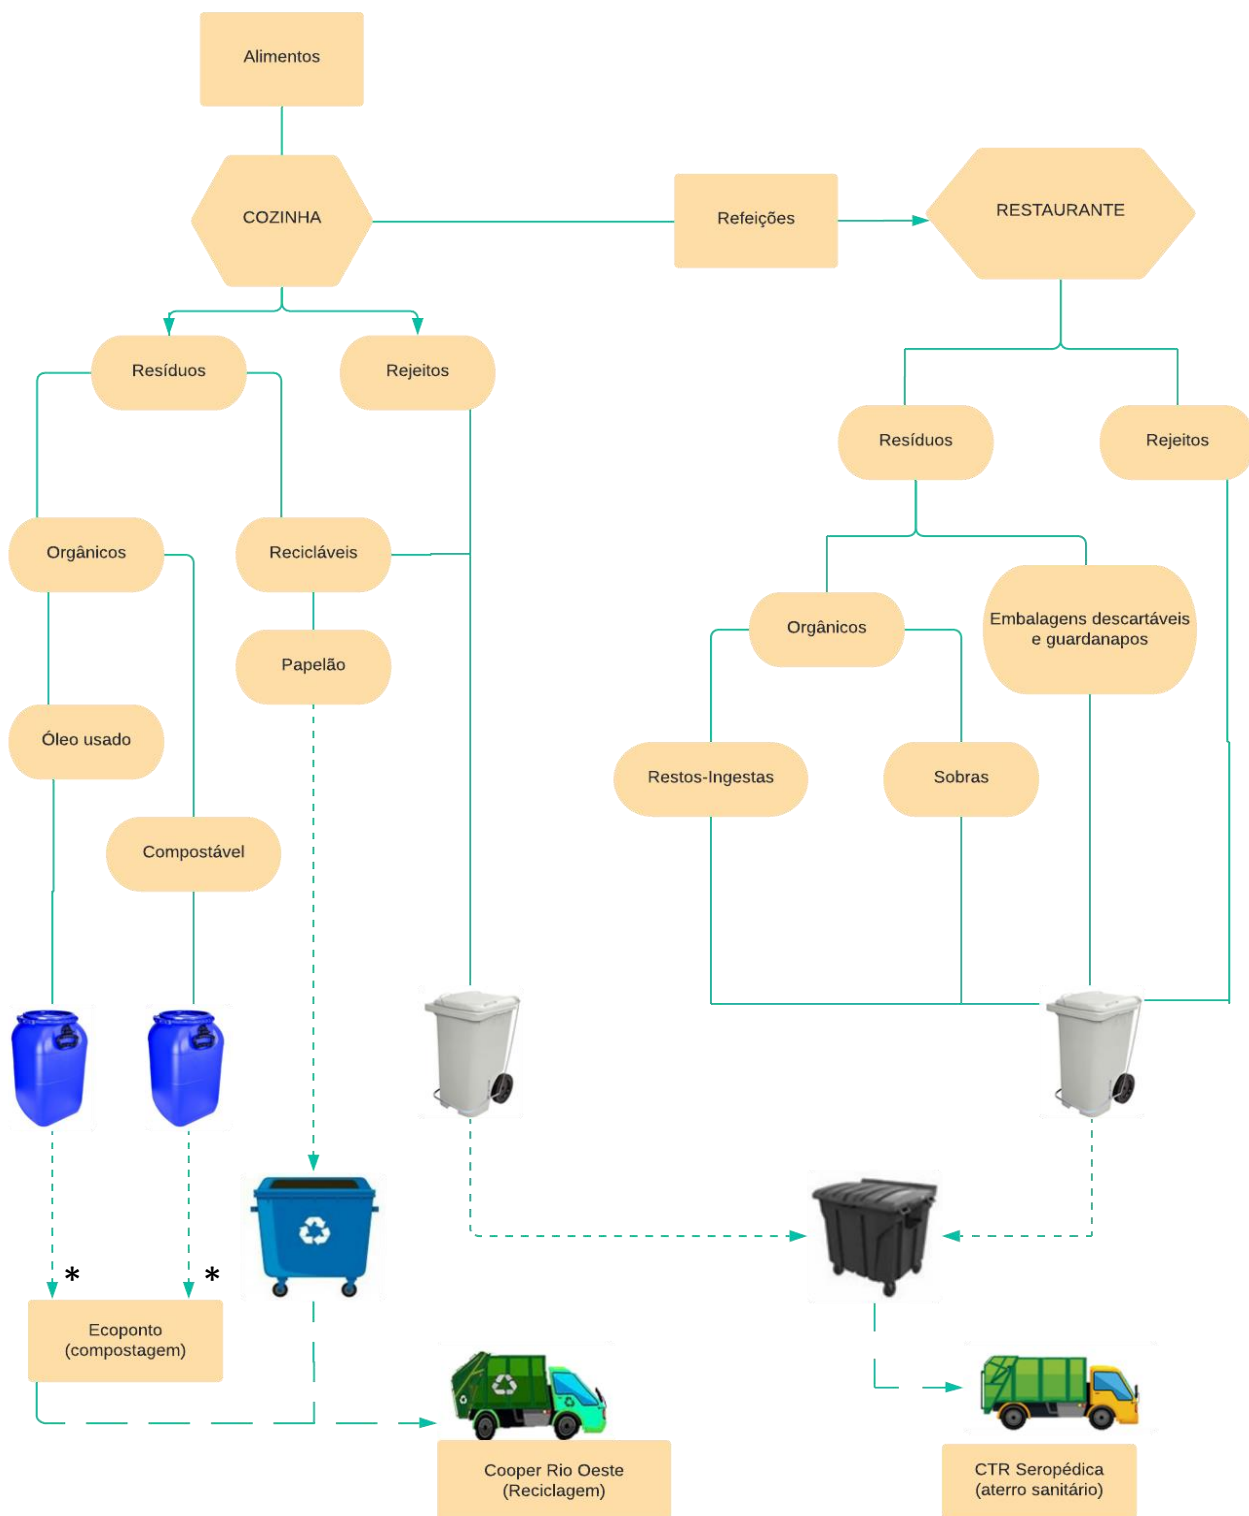 Alimentos
COZINHA
Refeições
RESTAURANTE
Resíduos
Rejeitos
Resíduos
Rejeitos
Orgânicos
Recicláveis
Orgânicos
Embalagens descartáveis
e guardanapos
Papelão
Óleo usado
Restos-Ingestas
Sobras
Compostável
*
*
Ecoponto
(compostagem)
Cooper Rio Oeste
(Reciclagem)
CTR Seropédica
(aterro sanitário)